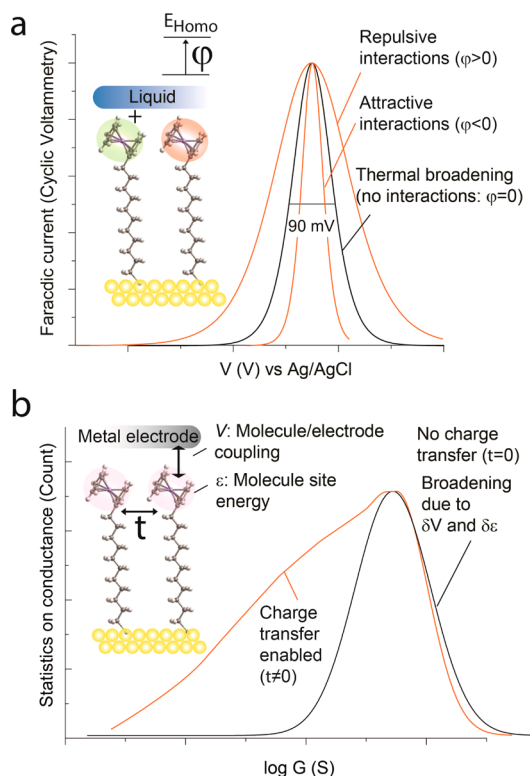 a
E_Homo
φ
Liquid
+
Repulsive
interactions (φ>0)
Attractive
interactions (φ<0)
Thermal broadening
(no interactions: φ=0)
90 mV
Faracdic current (Cyclic Voltammetry)
V (V) vs Ag/AgCl
b
Metal electrode
V: Molecule/electrode
coupling
ε: Molecule site
energy
t
No charge
transfer (t=0)
Broadening
due to
δV and δε
Charge
transfer
enabled
(t≠0)
Statistics on conductance (Count)
log G (S)